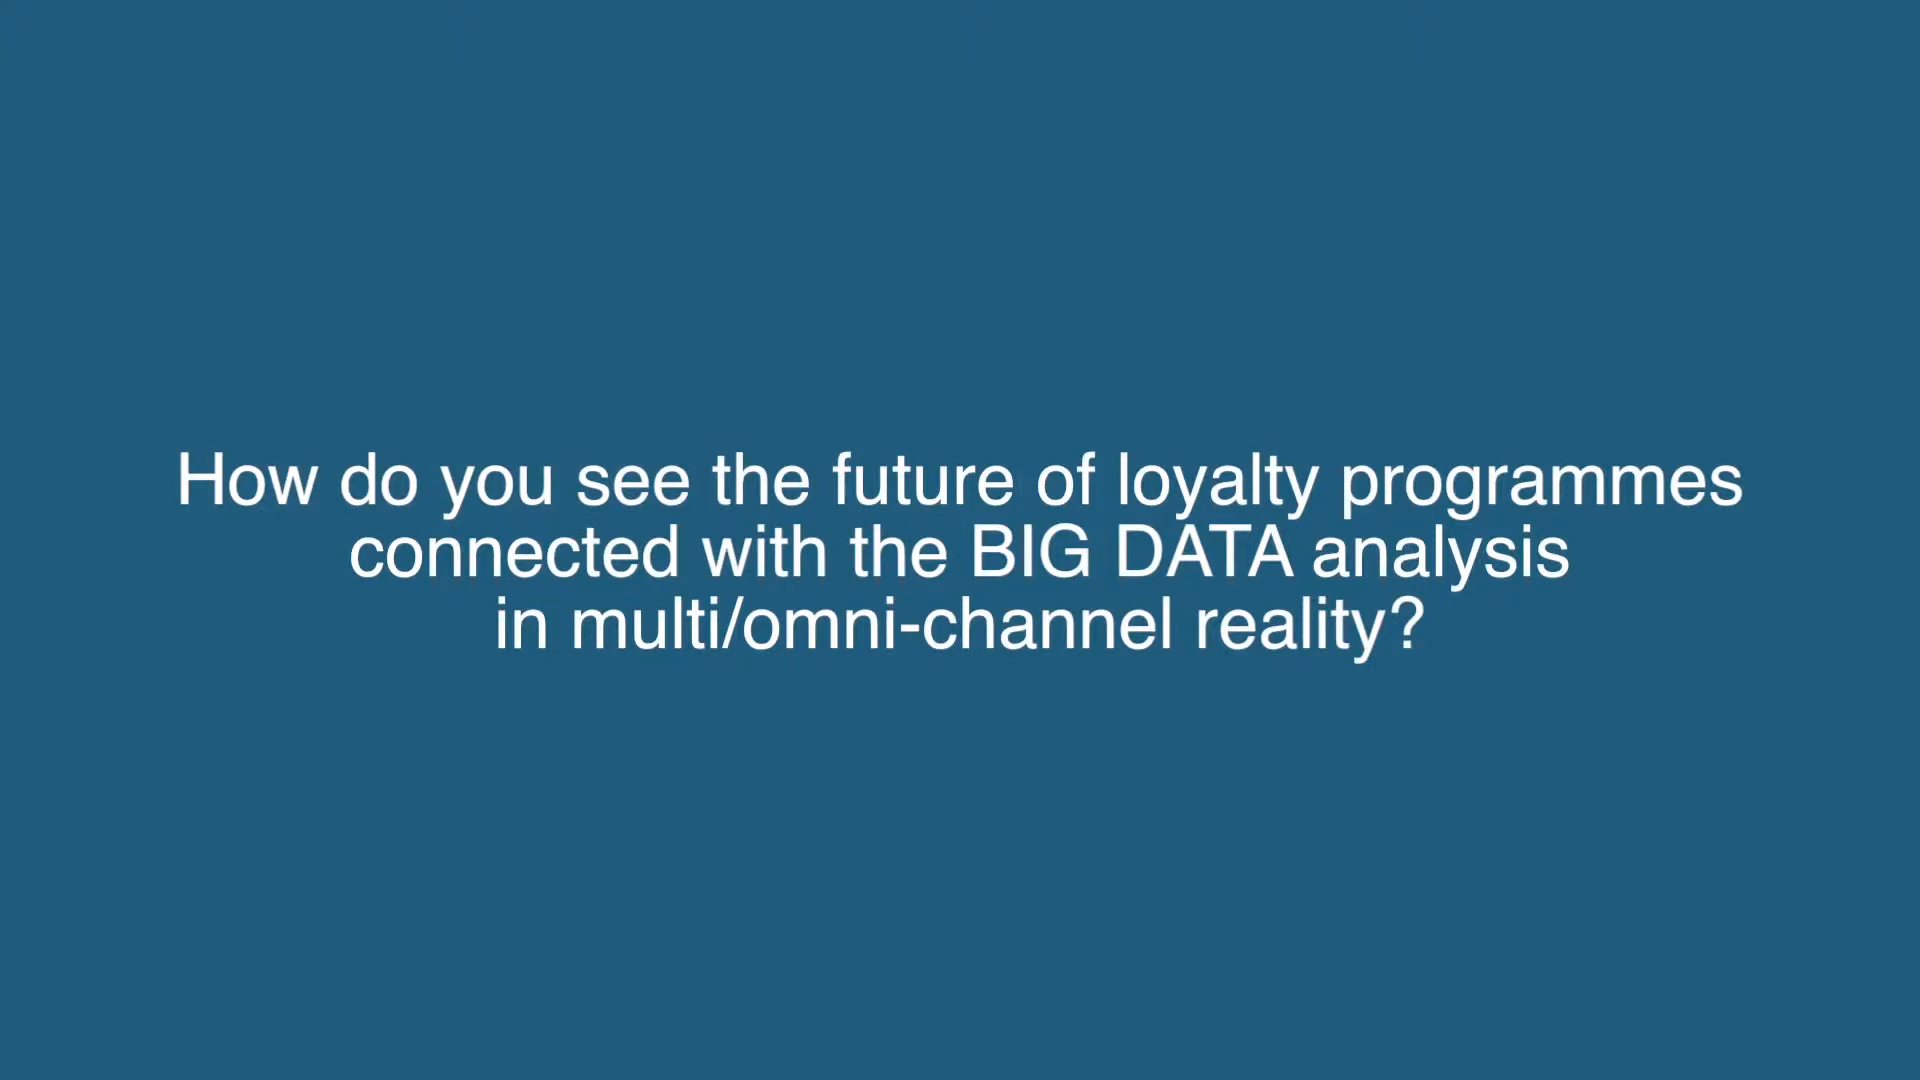 How do you see the future of loyalty programmes
connected with the BIG DATA analysis
in multi/omni-channel reality?